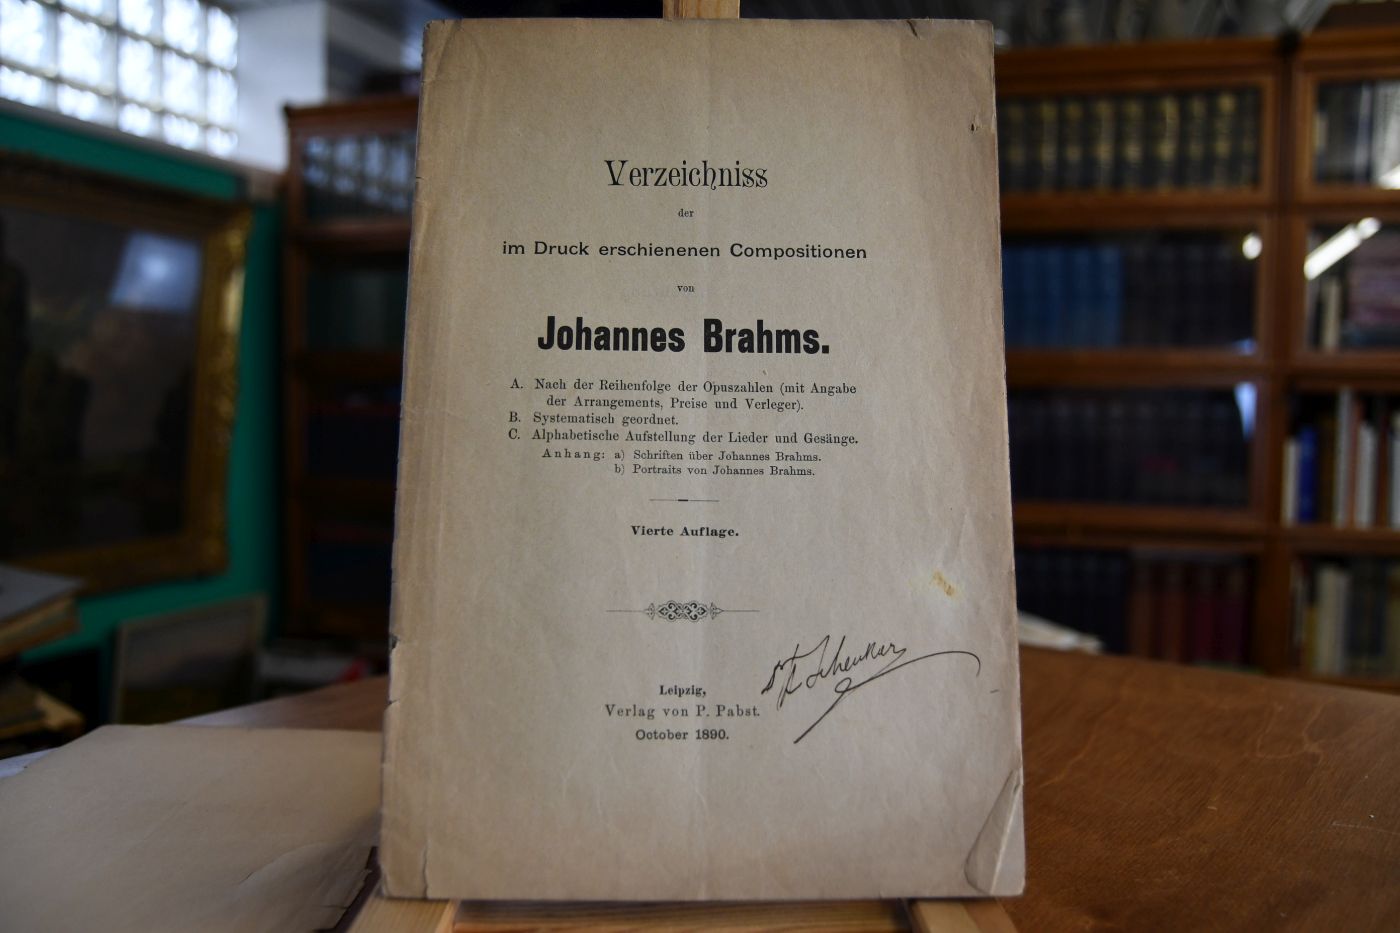 Verzeichniss
der
im Druck erschienenen Compositionen
von
Johannes Brahms.
A. Nach der Reihenfolge der Opuszahlen (mit Angabe
der Arrangements, Preise und Verleger).
B. Systematisch geordnet.
C. Alphabetische Aufstellung der Lieder und Gesänge.
Anhang: a) Schriften über Johannes Brahms.
b) Portraits von Johannes Brahms.
Vierte Auflage.
Dr Schenker
Leipzig,
Verlag von P. Pabst.
October 1890.